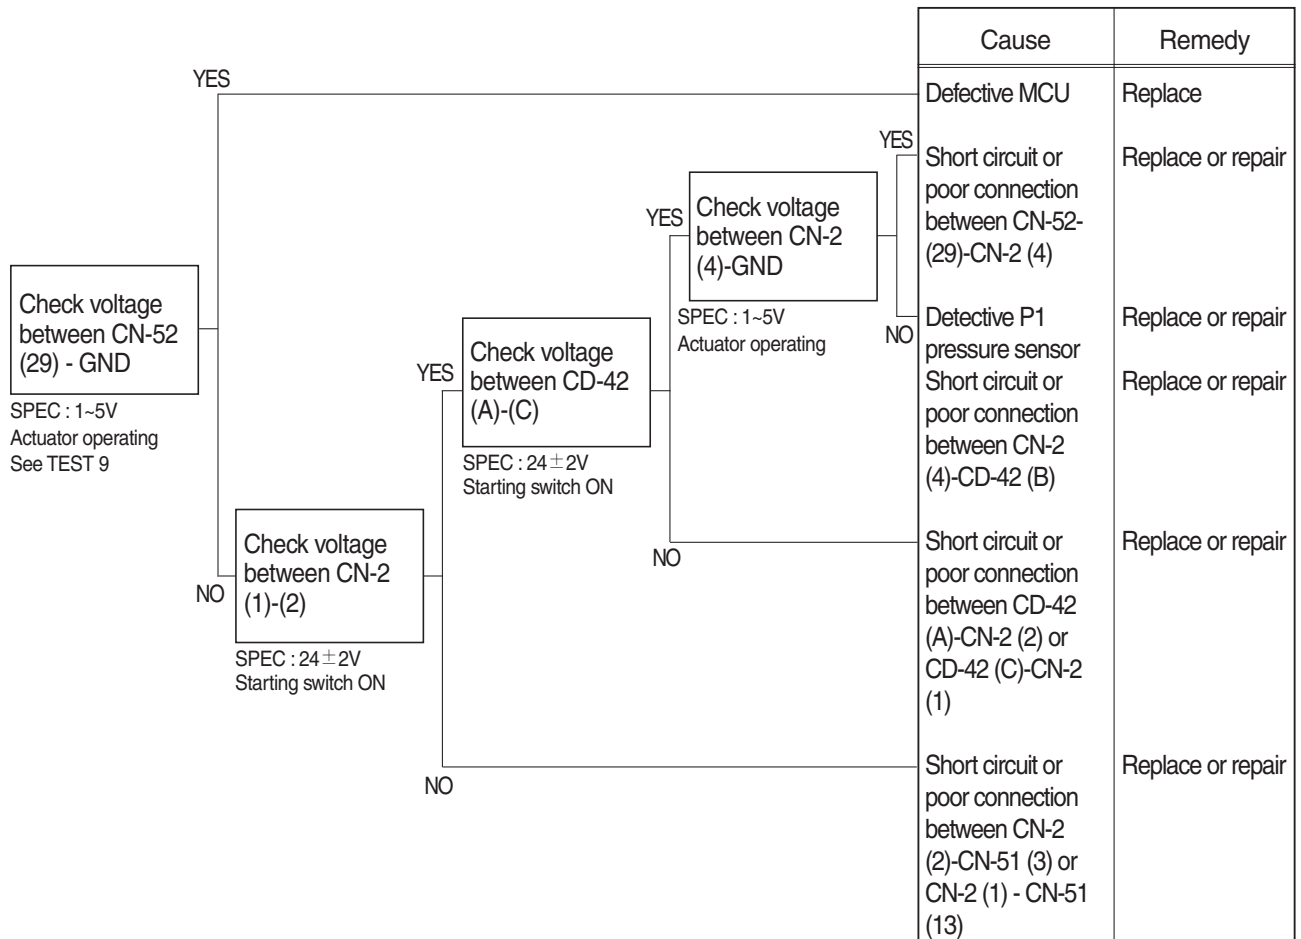 Cause
Remedy
YES
Defective MCU
Replace
YES
Short circuit or
poor connection
between CN-52-
(29)-CN-2 (4)
Replace or repair
YES
Check voltage
between CN-2
(4)-GND
SPEC : 1~5V
Actuator operating
NO
Detective P1
pressure sensor
Replace or repair
Short circuit or
poor connection
between CN-2
(4)-CD-42 (B)
Replace or repair
Check voltage
between CN-52
(29) - GND
SPEC : 1~5V
Actuator operating
See TEST 9
YES
Check voltage
between CD-42
(A)-(C)
SPEC : 24±2V
Starting switch ON
NO
Short circuit or
poor connection
between CD-42
(A)-CN-2 (2) or
CD-42 (C)-CN-2
(1)
Replace or repair
NO
Check voltage
between CN-2
(1)-(2)
SPEC : 24±2V
Starting switch ON
NO
Short circuit or
poor connection
between CN-2
(2)-CN-51 (3) or
CN-2 (1) - CN-51
(13)
Replace or repair